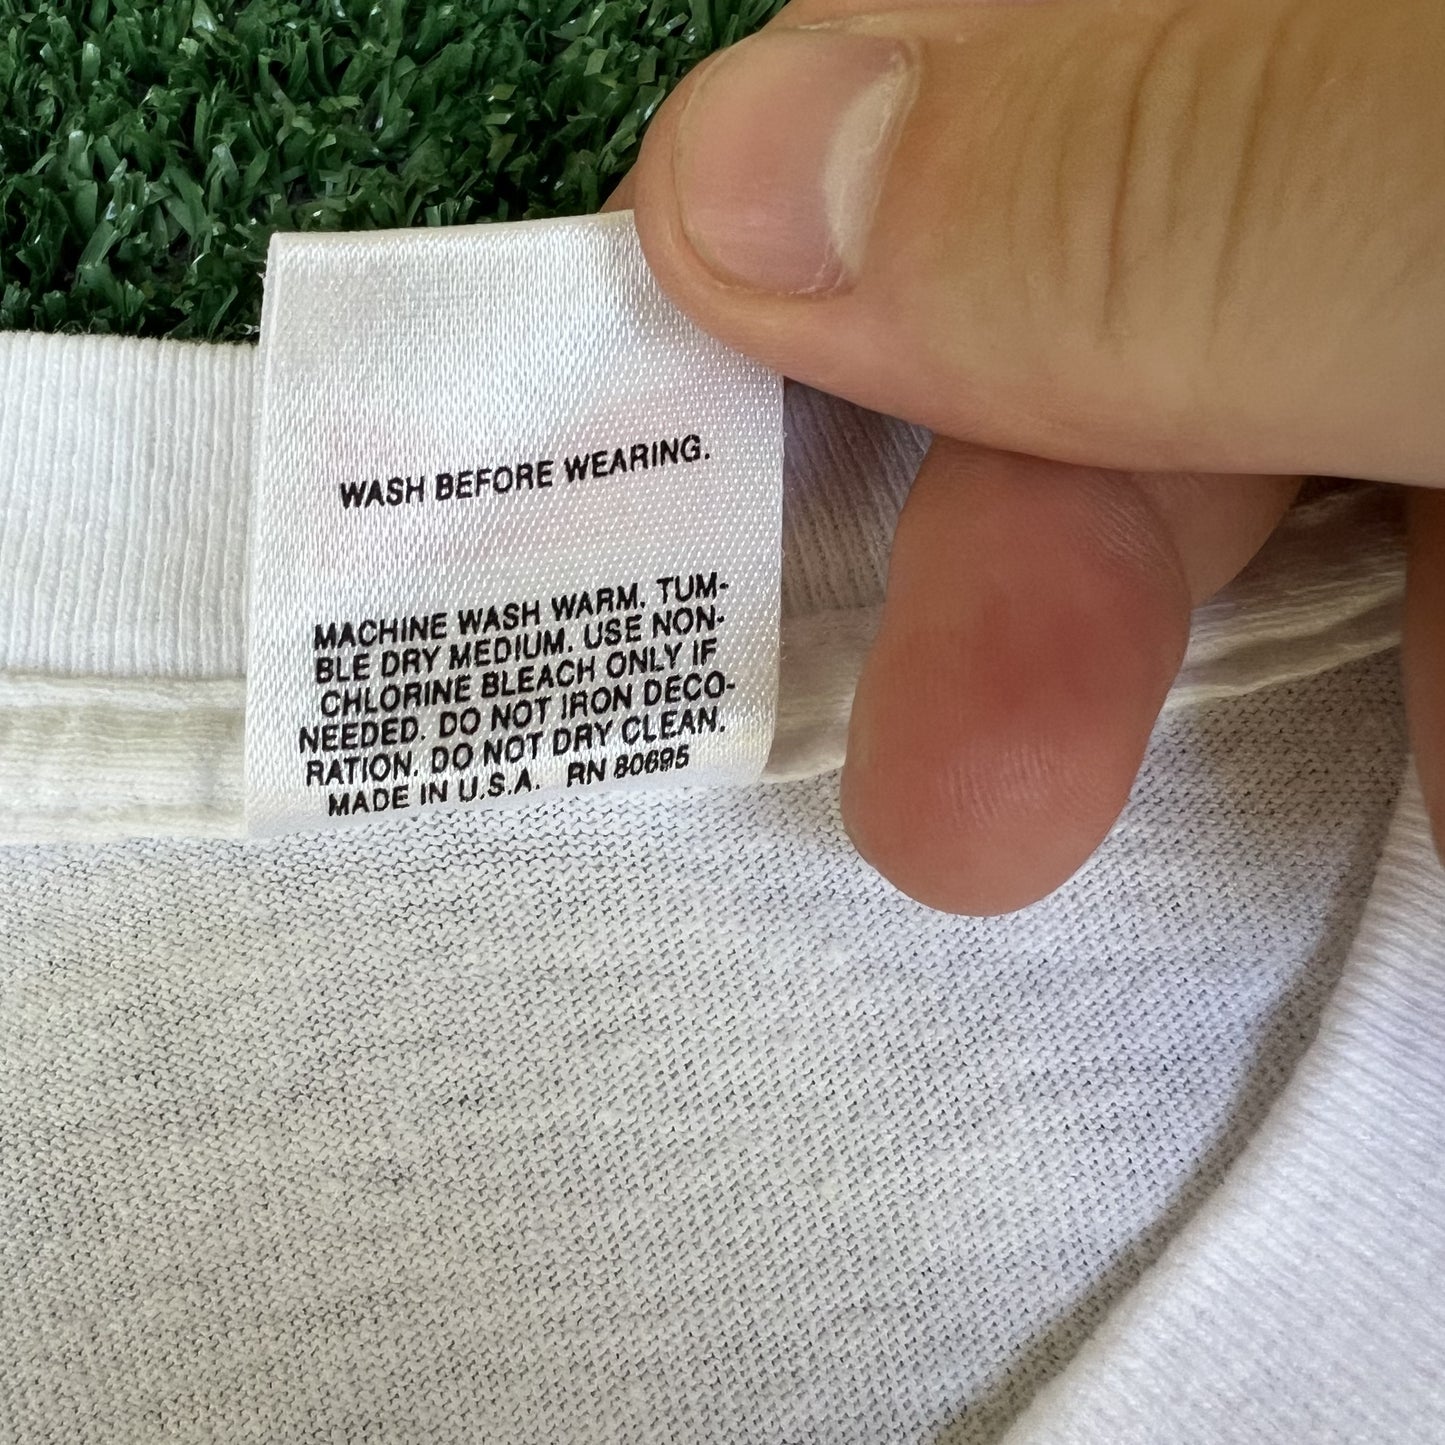 WASH BEFORE WEARING.
MACHINE WASH WARM. TUM-
BLE DRY MEDIUM. USE NON-
CHLORINE BLEACH ONLY IF
NEEDED. DO NOT IRON DECO-
RATION. DO NOT DRY CLEAN.
MADE IN U.S.A. RN 80695